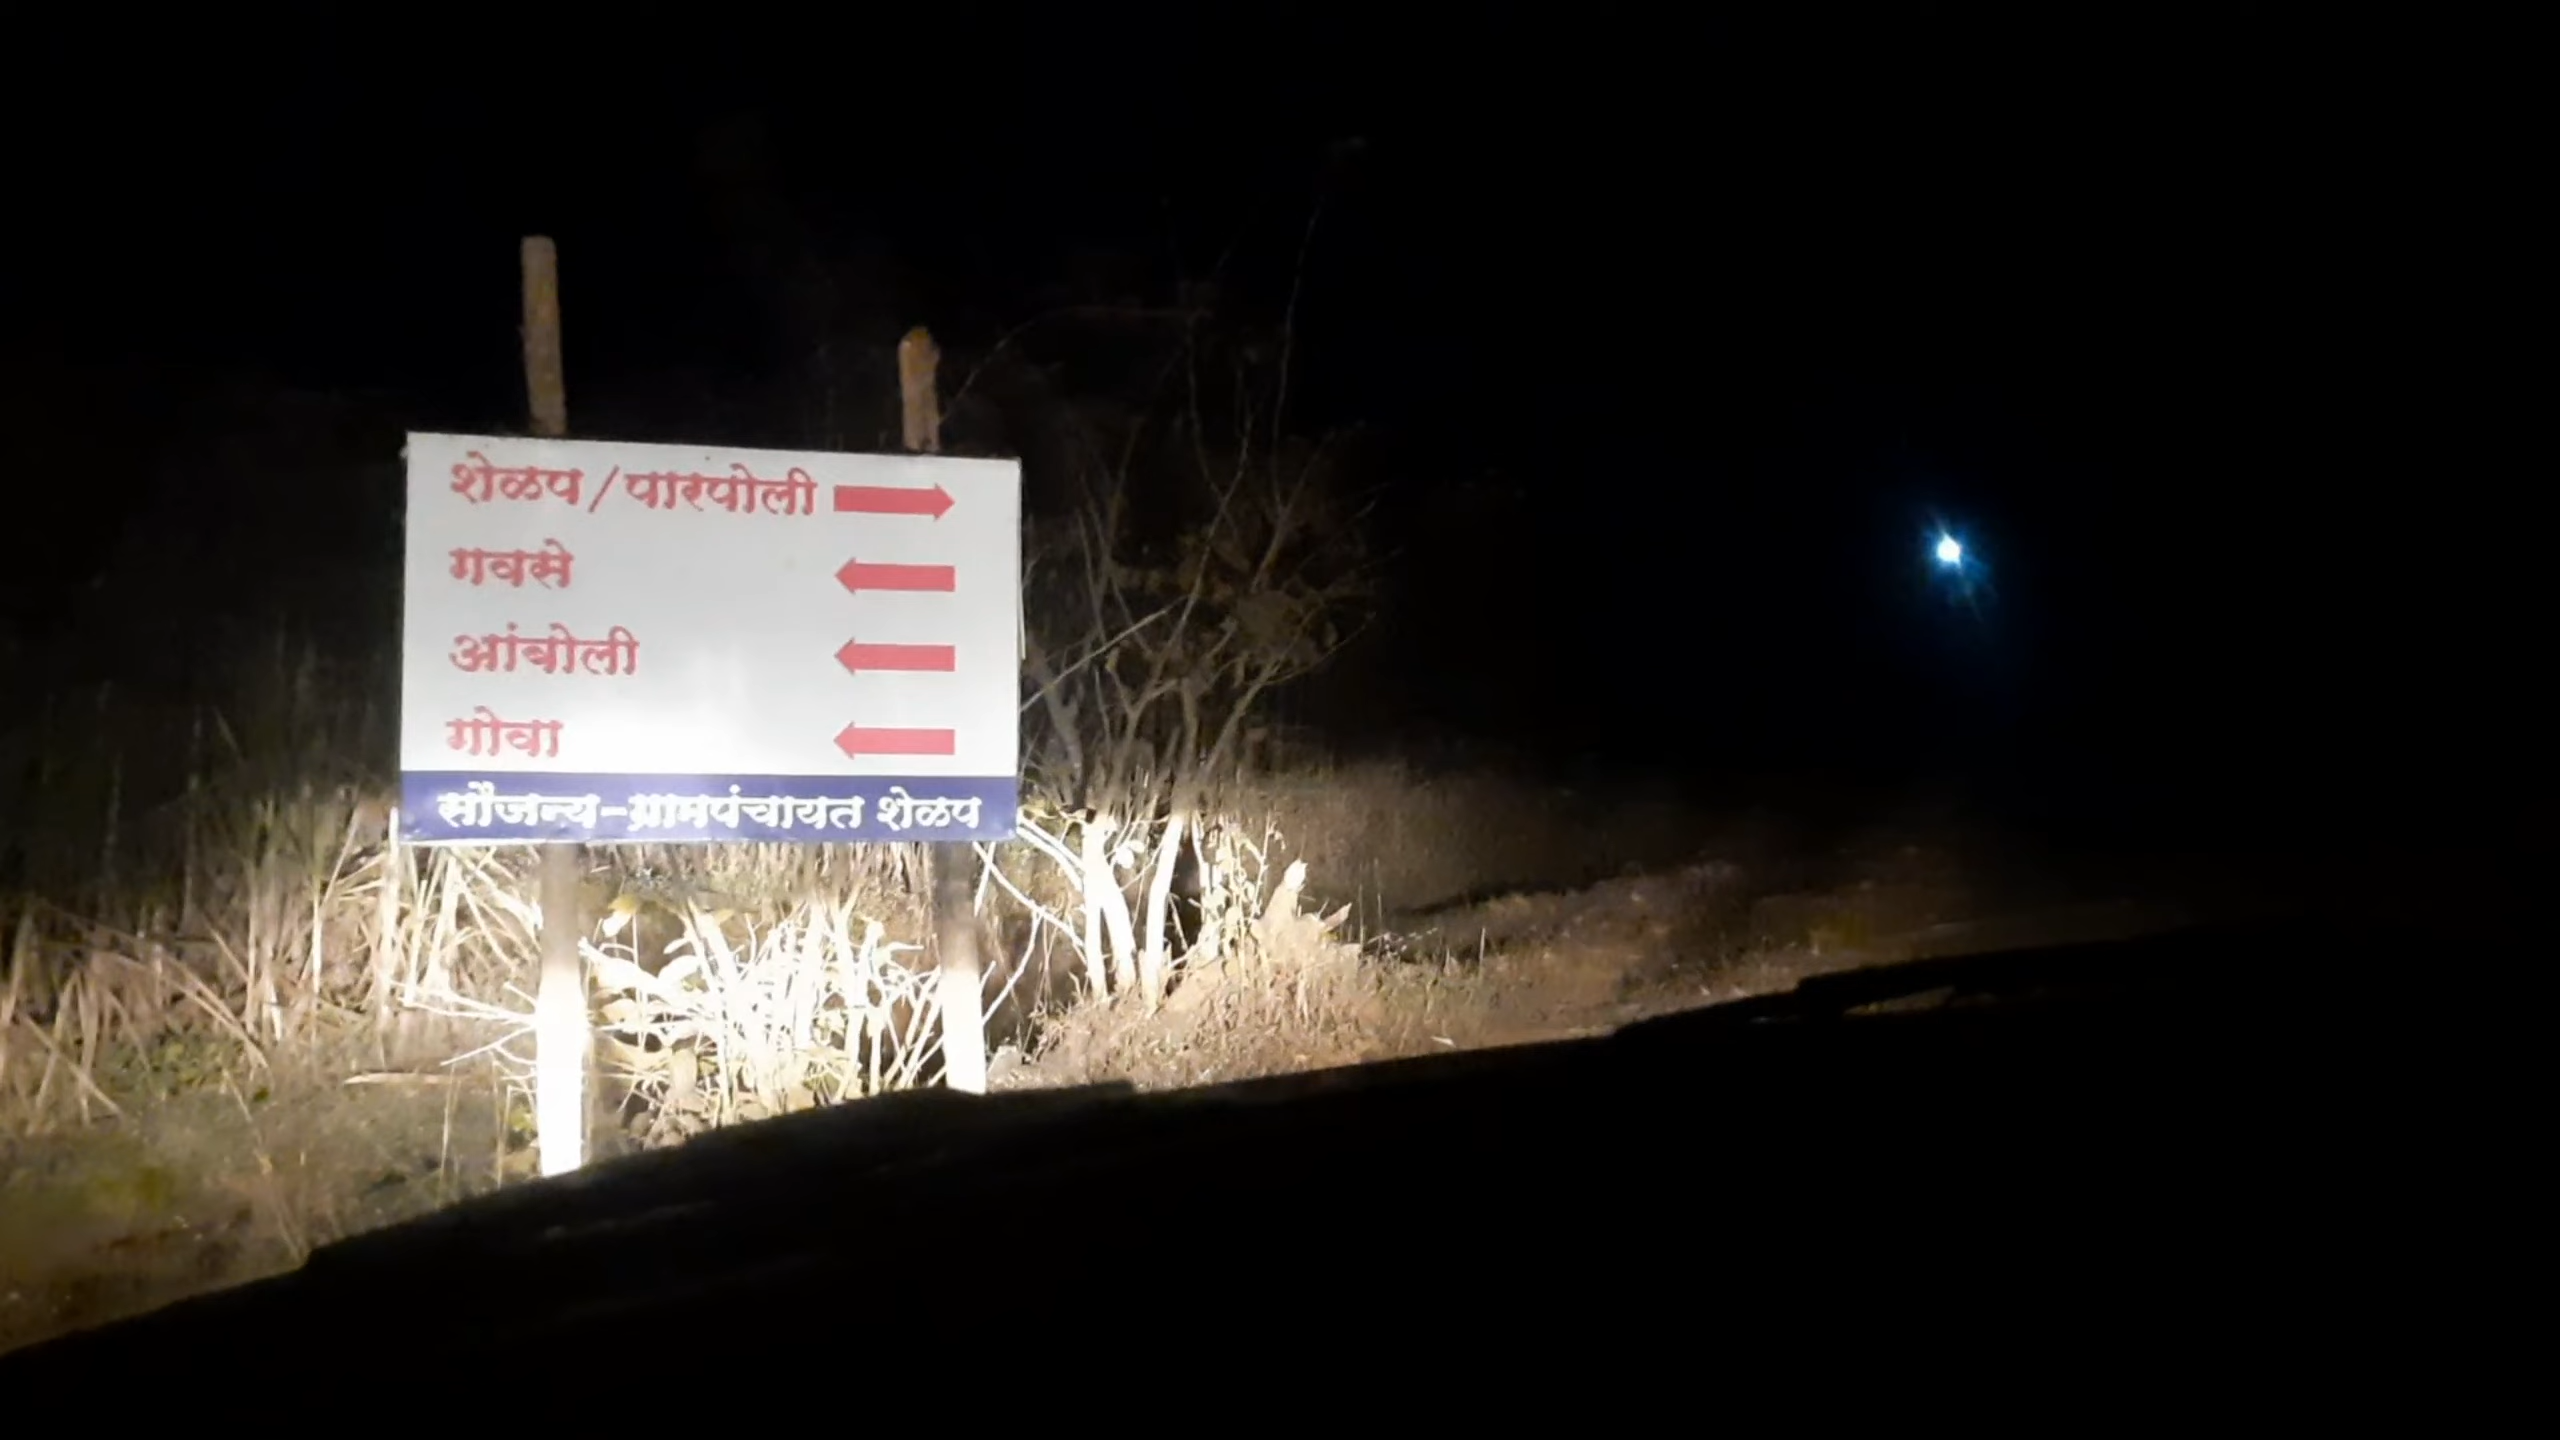 शेळप/पारपोली
गवसे
आंबोली
गोवा
सौजन्य-ग्रामपंचायत शेळप